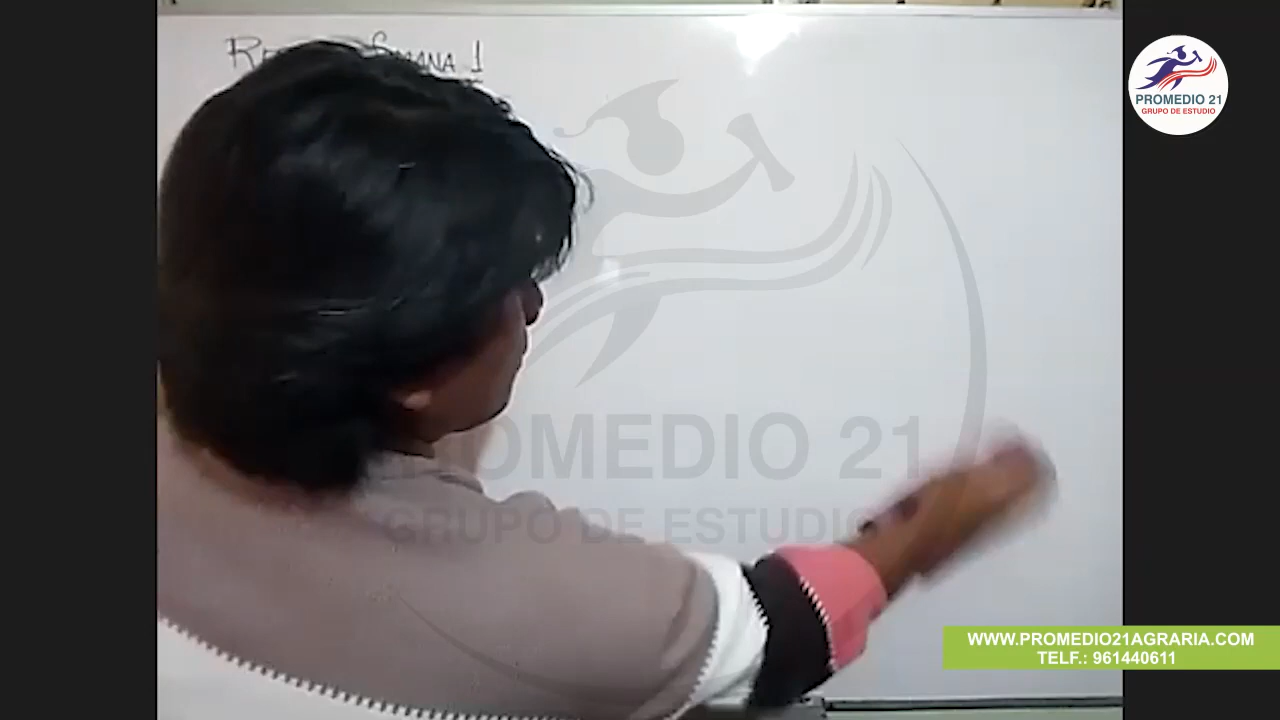 SEMANA 1
PROMEDIO 21
GRUPO DE ESTUDIO
PROMEDIO 21
GRUPO DE ESTUDIO
WWW.PROMEDIO21AGRARIA.COM
TELF.: 961440611